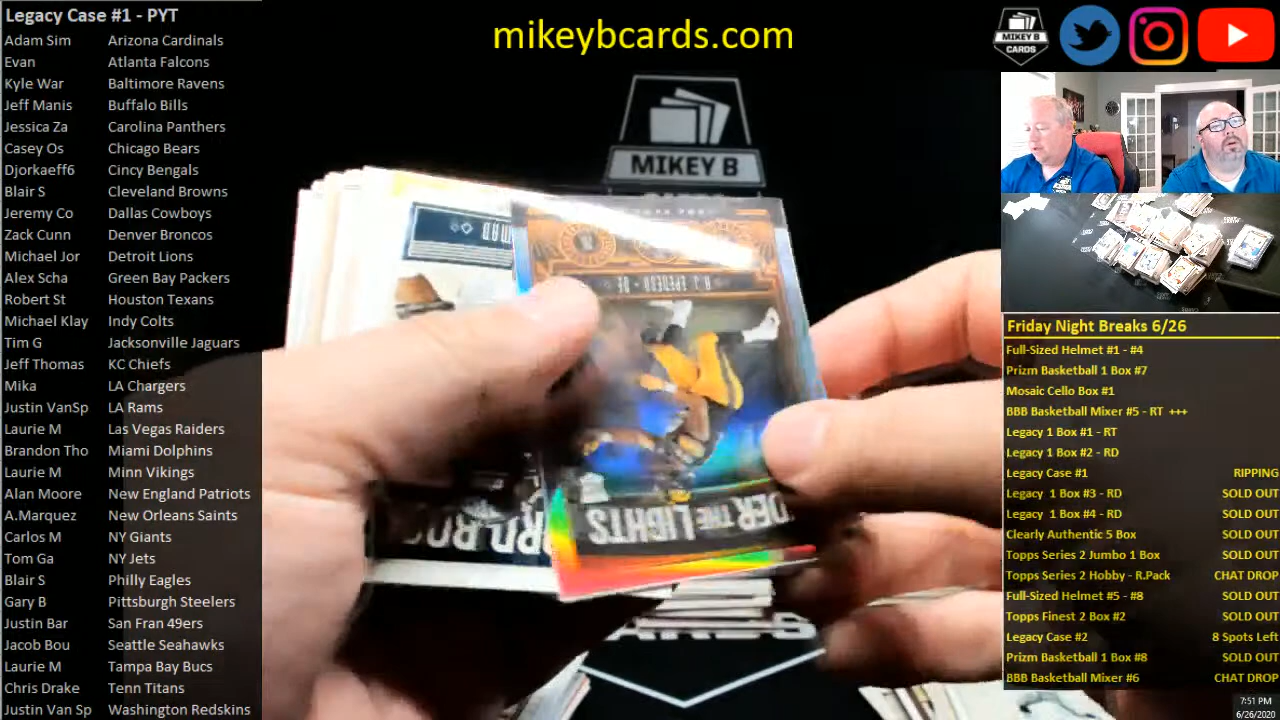 Legacy Case #1 - PYT
Adam Sim Arizona Cardinals
Evan Atlanta Falcons
Kyle War Baltimore Ravens
Jeff Manis Buffalo Bills
Jessica Za Carolina Panthers
Casey Os Chicago Bears
Djorkaeff6 Cincy Bengals
Blair S Cleveland Browns
Jeremy Co Dallas Cowboys
Zack Cunn Denver Broncos
Michael Jor Detroit Lions
Alex Scha Green Bay Packers
Robert St Houston Texans
Michael Klay Indy Colts
Tim G Jacksonville Jaguars
Jeff Thomas KC Chiefs
Mika LA Chargers
Justin VanSp LA Rams
Laurie M Las Vegas Raiders
Brandon Tho Miami Dolphins
Laurie M Minn Vikings
Alan Moore New England Patriots
A.Marquez New Orleans Saints
Carlos M NY Giants
Tom Ga NY Jets
Blair S Philly Eagles
Gary B Pittsburgh Steelers
Justin Bar San Fran 49ers
Jacob Bou Seattle Seahawks
Laurie M Tampa Bay Bucs
Chris Drake Tenn Titans
Justin Van Sp Washington Redskins
mikeybcards.com
MIKEY B
CARDS
MIKEY B
A.J. EPENESA · DE
DER THE LIGHTS
Friday Night Breaks 6/26
Full-Sized Helmet #1 - #4
Prizm Basketball 1 Box #7
Mosaic Cello Box #1
BBB Basketball Mixer #5 - RT +++
Legacy 1 Box #1 - RT
Legacy 1 Box #2 - RD
Legacy Case #1 RIPPING
Legacy 1 Box #3 - RD SOLD OUT
Legacy 1 Box #4 - RD SOLD OUT
Clearly Authentic 5 Box SOLD OUT
Topps Series 2 Jumbo 1 Box SOLD OUT
Topps Series 2 Hobby - R.Pack CHAT DROP
Full-Sized Helmet #5 - #8 SOLD OUT
Topps Finest 2 Box #2 SOLD OUT
Legacy Case #2 8 Spots Left
Prizm Basketball 1 Box #8 SOLD OUT
BBB Basketball Mixer #6 CHAT DROP
7:51 PM
6/26/2020